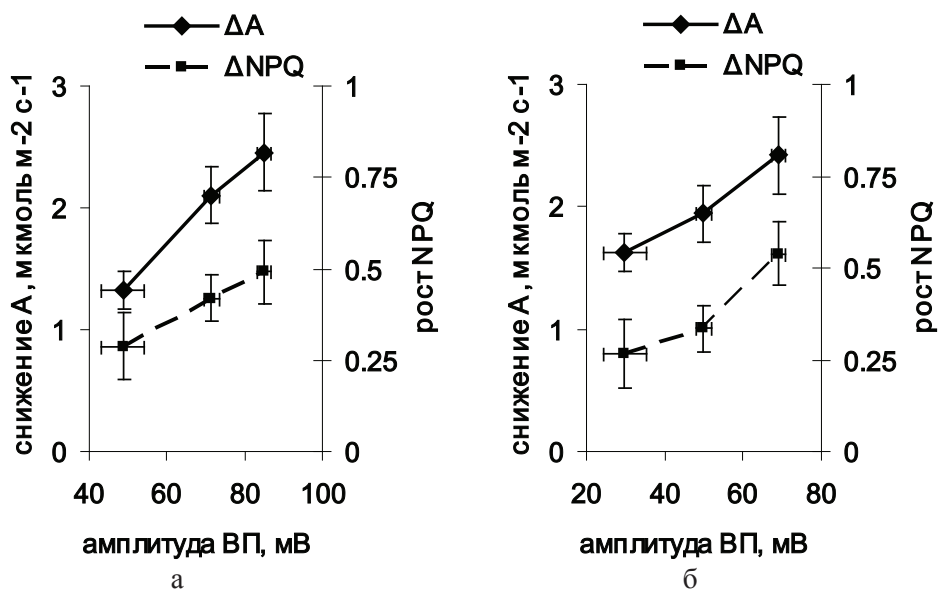 ΔA
ΔNPQ
снижение А, мкмоль м-2 с-1
3
2
1
0
1
0.75
0.5
0.25
0
рост NPQ
40 60 80 100
амплитуда ВП, мВ
а
ΔA
ΔNPQ
снижение А, мкмоль м-2 с-1
3
2
1
0
1
0.75
0.5
0.25
0
рост NPQ
20 40 60 80
амплитуда ВП, мВ
б